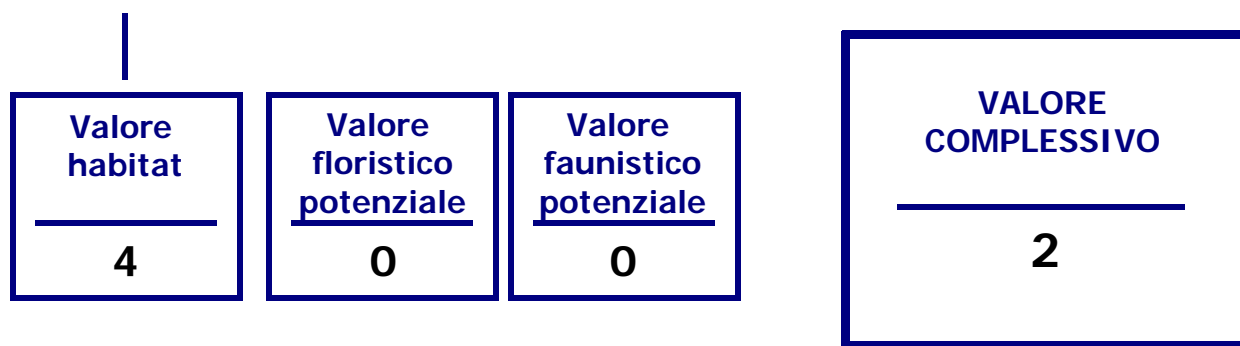 Valore
habitat
4
Valore
floristico
potenziale
0
Valore
faunistico
potenziale
0
VALORE
COMPLESSIVO
2